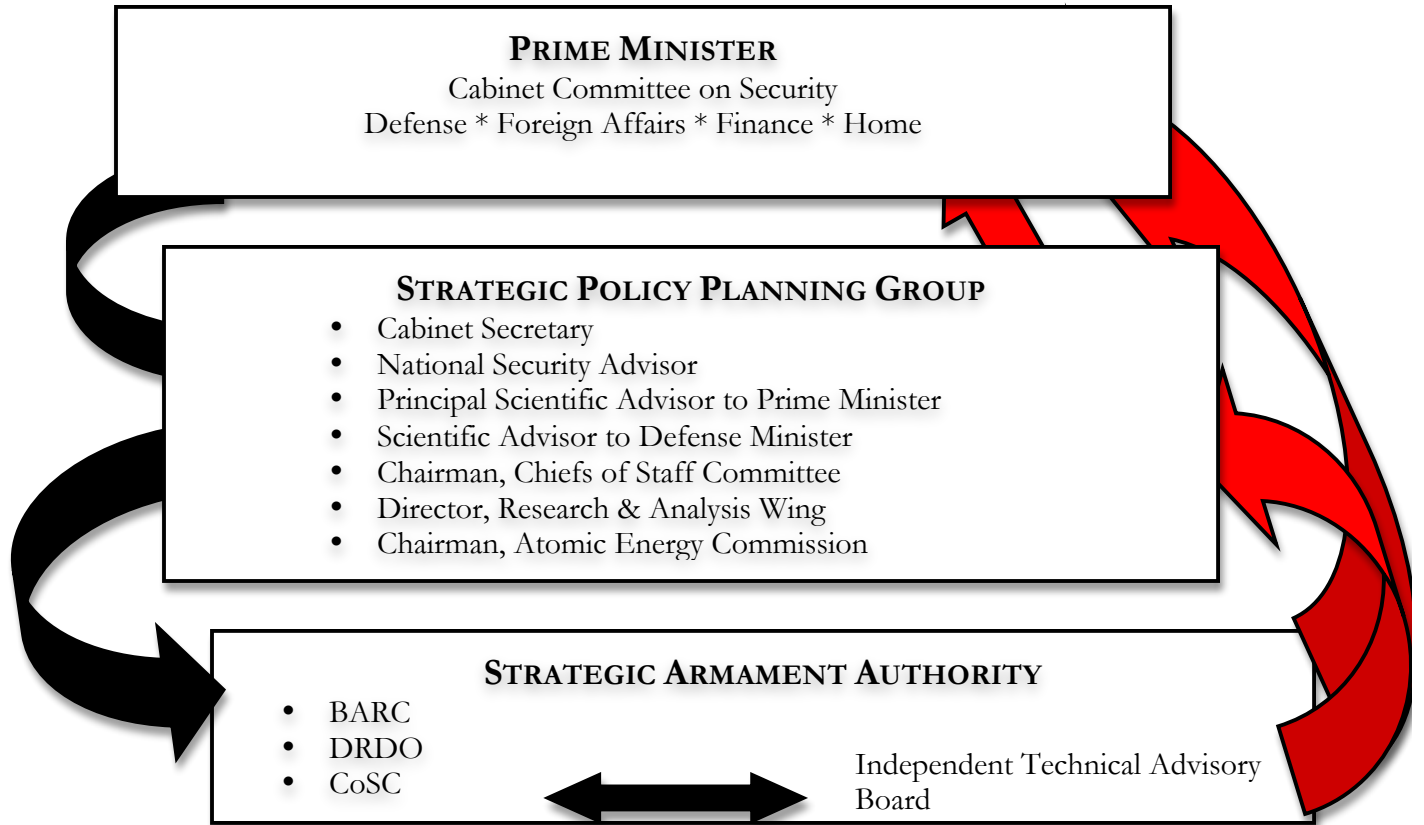 PRIME MINISTER
Cabinet Committee on Security
Defense * Foreign Affairs * Finance * Home
STRATEGIC POLICY PLANNING GROUP
• Cabinet Secretary
• National Security Advisor
• Principal Scientific Advisor to Prime Minister
• Scientific Advisor to Defense Minister
• Chairman, Chiefs of Staff Committee
• Director, Research & Analysis Wing
• Chairman, Atomic Energy Commission
STRATEGIC ARMAMENT AUTHORITY
• BARC
• DRDO
• CoSC
Independent Technical Advisory
Board